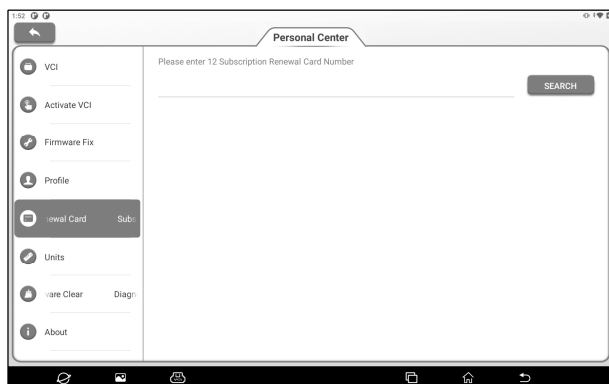 1:52
Personal Center
VCI
Activate VCI
Firmware Fix
Profile
newal Card Subs
Units
ware Clear Diagn
About
Please enter 12 Subscription Renewal Card Number
SEARCH